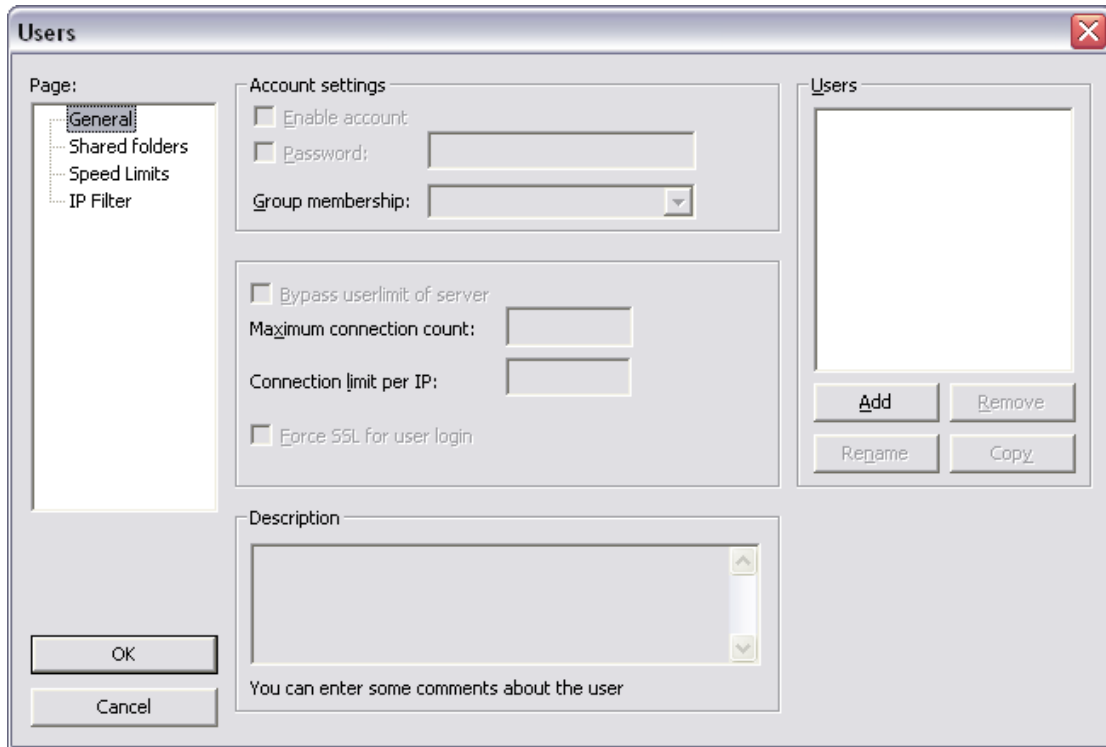 Users
Page:
General
Shared folders
Speed Limits
IP Filter
OK
Cancel
Account settings
Enable account
Password:
Group membership:
Bypass userlimit of server
Maximum connection count:
Connection limit per IP:
Force SSL for user login
Description
You can enter some comments about the user
Users
Add
Remove
Rename
Copy